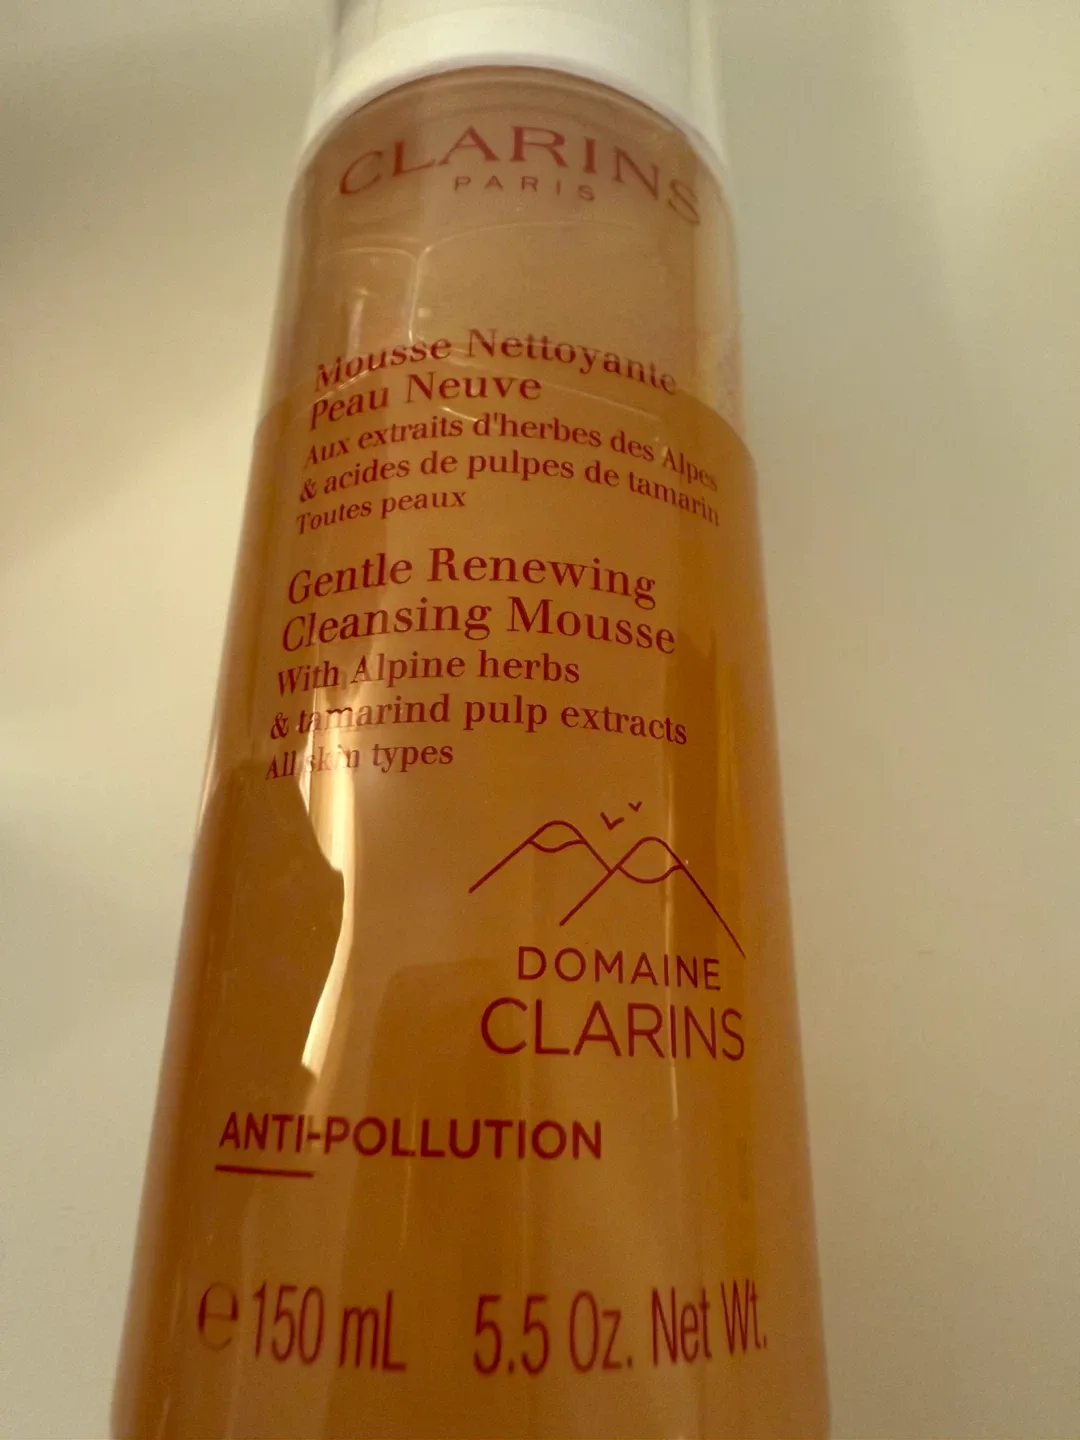 CLARINS
PARIS
Mousse Nettoyante
Peau Neuve
Aux extraits d'herbes des Alpes
& acides de pulpes de tamarin
Toutes peaux
Gentle Renewing
Cleansing Mousse
With Alpine herbs
& tamarind pulp extracts
All skin types
DOMAINE
CLARINS
ANTI-POLLUTION
e 150 mL 5.5 Oz. Net Wt.